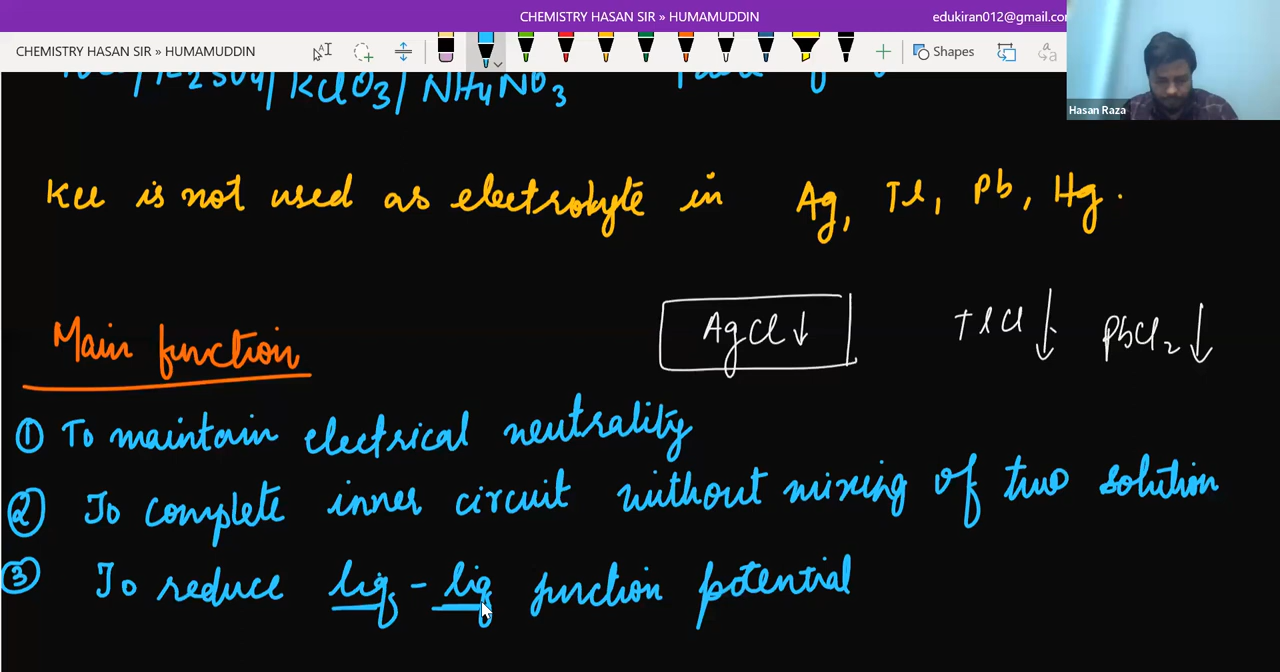 CHEMISTRY HASAN SIR » HUMAMUDDIN
edukiran012@gmail.co
CHEMISTRY HASAN SIR » HUMAMUDDIN
Shapes
Hasan Raza
KClO3 / NH4NO3
KCl is not used as electrolyte in Ag, Tl, Pb, Hg.
AgCl↓ TlCl↓ PbCl2↓
Main function
① To maintain electrical neutrality
② To complete inner circuit without mixing of two solution
③ To reduce liq - liq junction potential